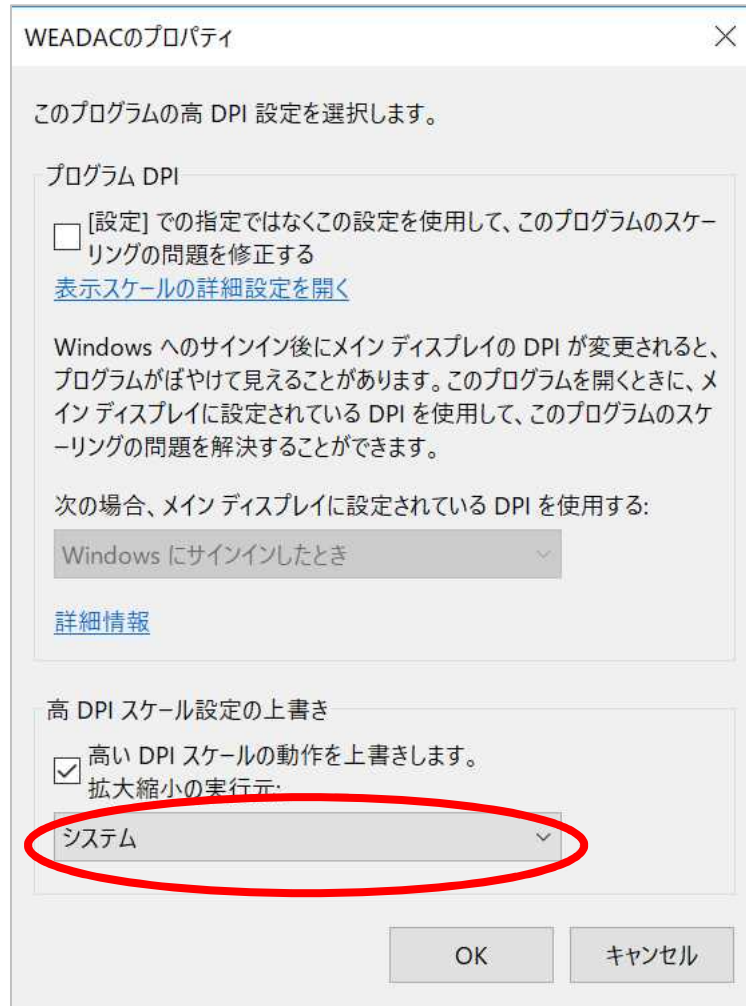 WEADACのプロパティ
このプログラムの高 DPI 設定を選択します。
プログラム DPI
[設定] での指定ではなくこの設定を使用して、このプログラムのスケー
リングの問題を修正する
表示スケールの詳細設定を開く
Windows へのサインイン後にメイン ディスプレイの DPI が変更されると、
プログラムがぼやけて見えることがあります。このプログラムを開くときに、メ
イン ディスプレイに設定されている DPI を使用して、このプログラムのスケ
ーリングの問題を解決することができます。
次の場合、メイン ディスプレイに設定されている DPI を使用する:
Windows にサインインしたとき
詳細情報
高 DPI スケール設定の上書き
高い DPI スケールの動作を上書きします。
拡大縮小の実行元:
システム
OK
キャンセル